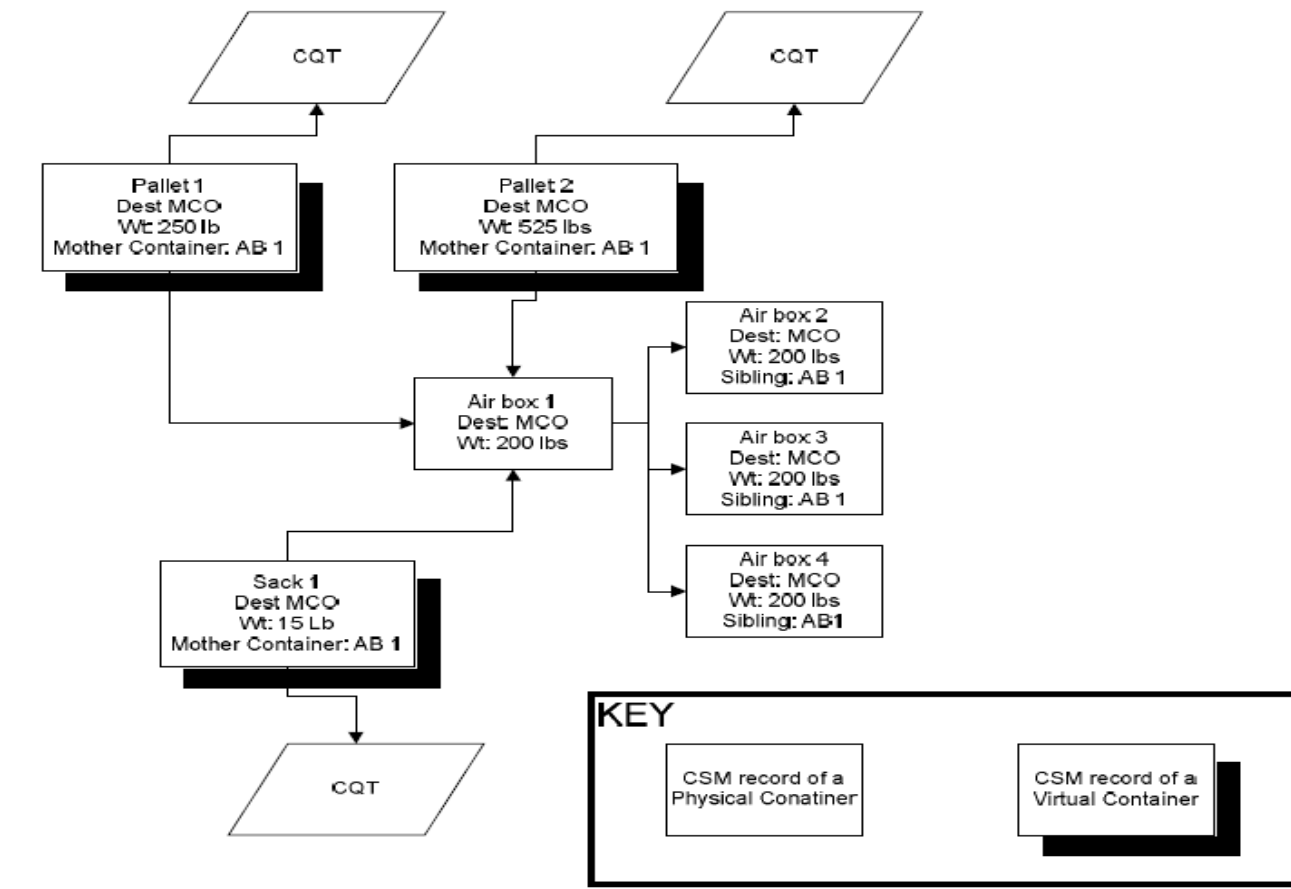 CQT
CQT
Pallet 1
Dest MCO
Wt: 250 lb
Mother Container: AB 1
Pallet 2
Dest MCO
Wt: 525 lbs
Mother Container: AB 1
Air box 2
Dest: MCO
Wt: 200 lbs
Sibling: AB 1
Air box 1
Dest: MCO
Wt: 200 lbs
Air box 3
Dest: MCO
Wt: 200 lbs
Sibling: AB 1
Air box 4
Dest: MCO
Wt: 200 lbs
Sibling: AB1
Sack 1
Dest MCO
Wt: 15 Lb
Mother Container: AB 1
CQT
KEY
CSM record of a
Physical Conatiner
CSM record of a
Virtual Container